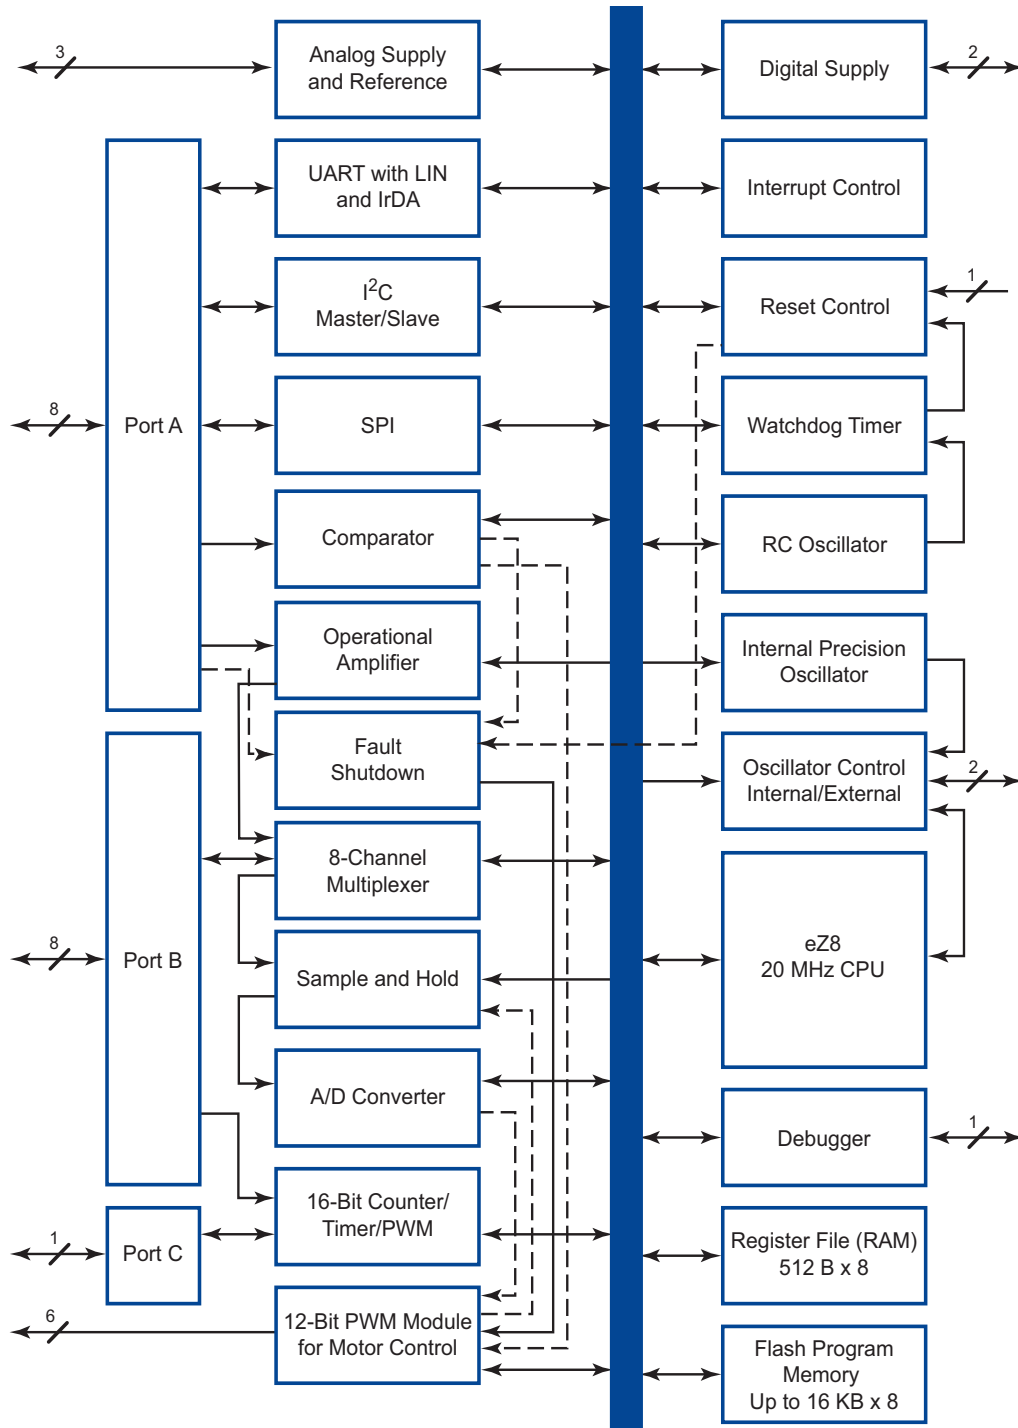 3
Analog Supply
and Reference
Digital Supply
2
UART with LIN
and IrDA
Interrupt Control
I²C
Master/Slave
Reset Control
1
8
Port A
SPI
Watchdog Timer
Comparator
RC Oscillator
Operational
Amplifier
Internal Precision
Oscillator
Fault
Shutdown
Oscillator Control
Internal/External
2
8-Channel
Multiplexer
8
Port B
Sample and Hold
eZ8
20 MHz CPU
A/D Converter
Debugger
1
16-Bit Counter/
Timer/PWM
1
Port C
Register File (RAM)
512 B x 8
6
12-Bit PWM Module
for Motor Control
Flash Program
Memory
Up to 16 KB x 8